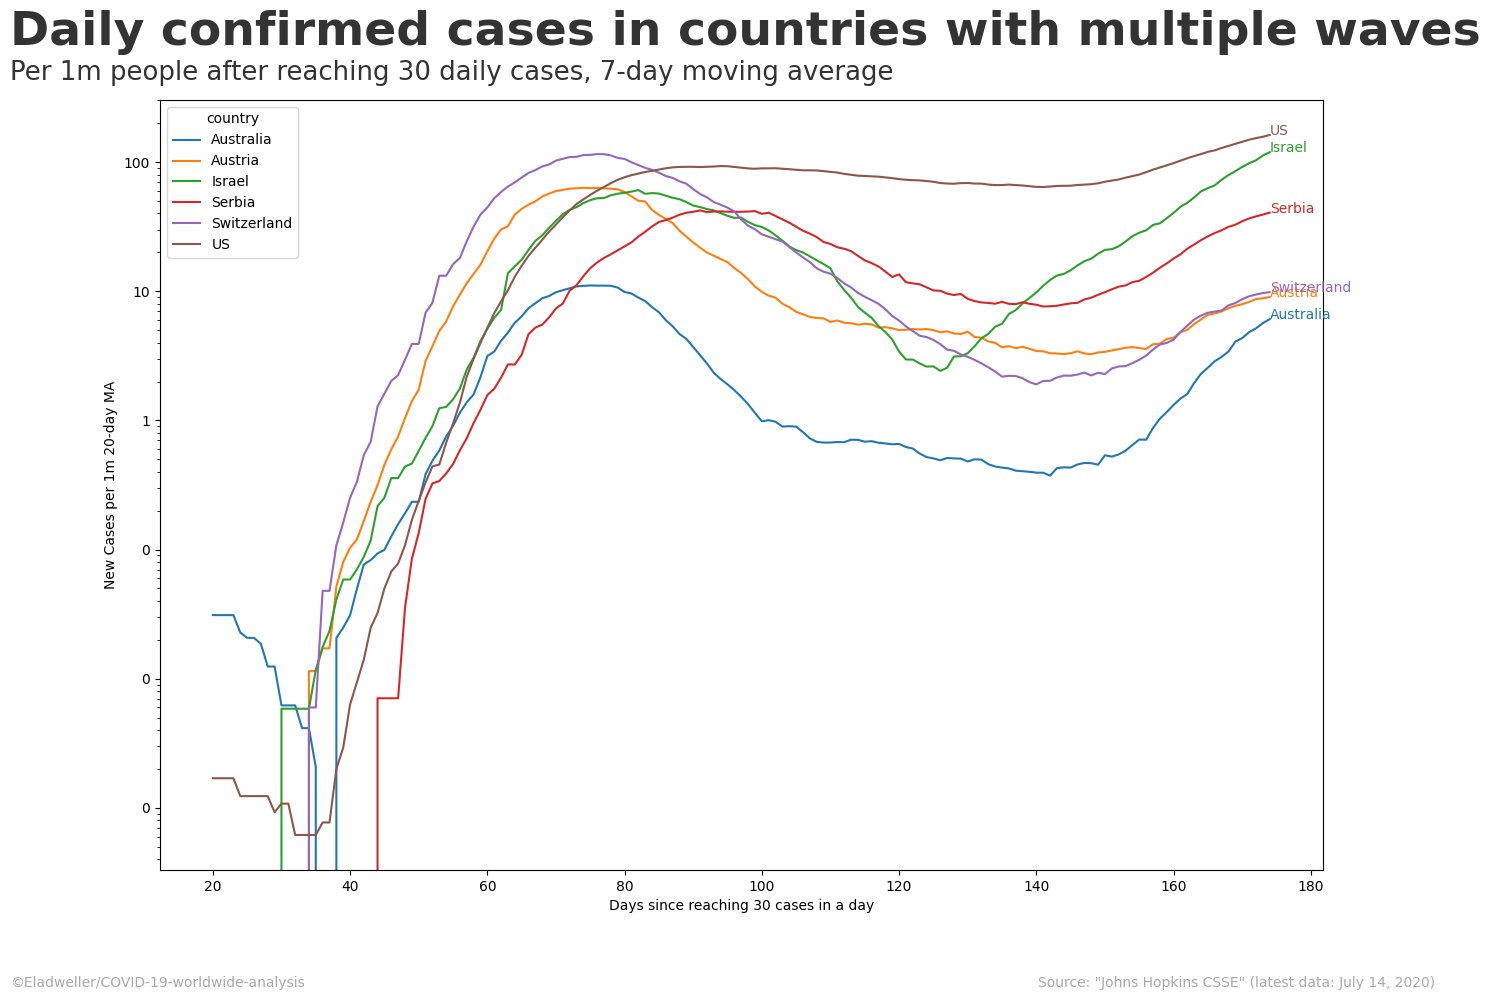 Daily confirmed cases in countries with multiple waves
Per 1m people after reaching 30 daily cases, 7-day moving average
country
Australia
Austria
Israel
Serbia
Switzerland
US
100
10
1
0
0
0
New Cases per 1m 20-day MA
US
Israel
Serbia
Switzerland
Austria
Australia
20 40 60 80 100 120 140 160 180
Days since reaching 30 cases in a day
©Eladweller/COVID-19-worldwide-analysis
Source: "Johns Hopkins CSSE" (latest data: July 14, 2020)